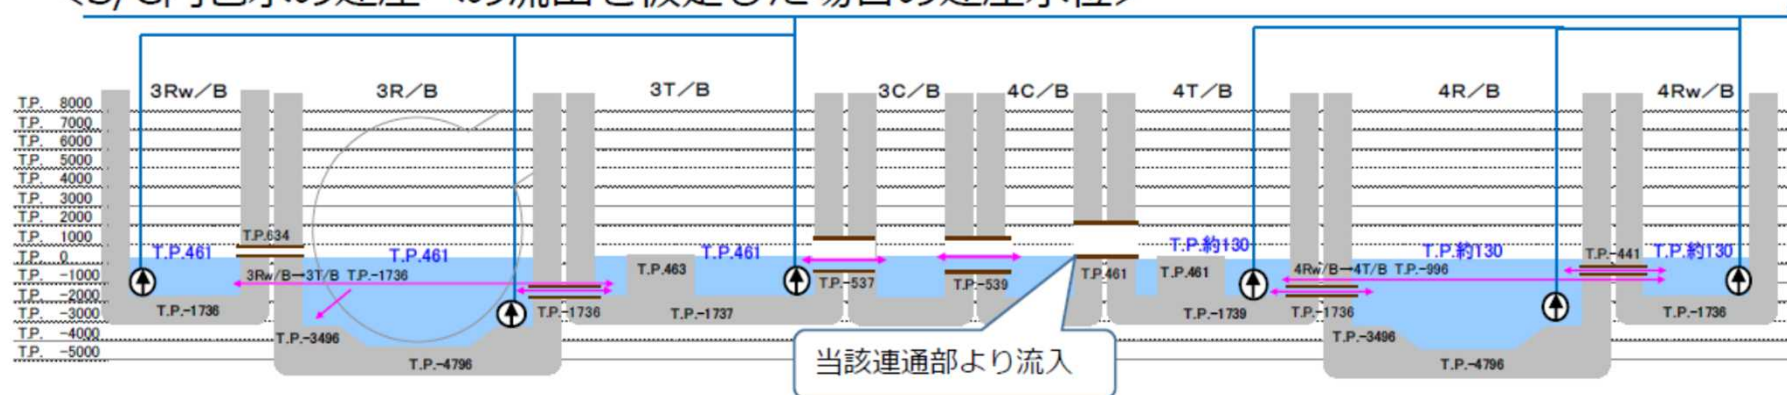 3Rw／B
3R／B
3T／B
3C／B
4C／B
4T／B
4R／B
4Rw／B
T.P. 8000
T.P. 7000
T.P. 6000
T.P. 5000
T.P. 4000
T.P. 3000
T.P. 2000
T.P. 1000
T.P. 0
T.P. -1000
T.P. -2000
T.P. -3000
T.P. -4000
T.P. -5000
T.P.634
T.P.461
T.P.461
T.P.461
T.P.約130
T.P.約130
T.P.-441
T.P.約130
3Rw/B→3T/B T.P.-1736
T.P.463
T.P.-537
T.P.-539
T.P.461
T.P.461
4Rw/B→4T/B T.P.-996
T.P.-1736
T.P.-3496
T.P.-4796
T.P.-1736
T.P.-1737
T.P.-1739
T.P.-1736
T.P.-3496
T.P.-4796
T.P.-1736
当該連通部より流入